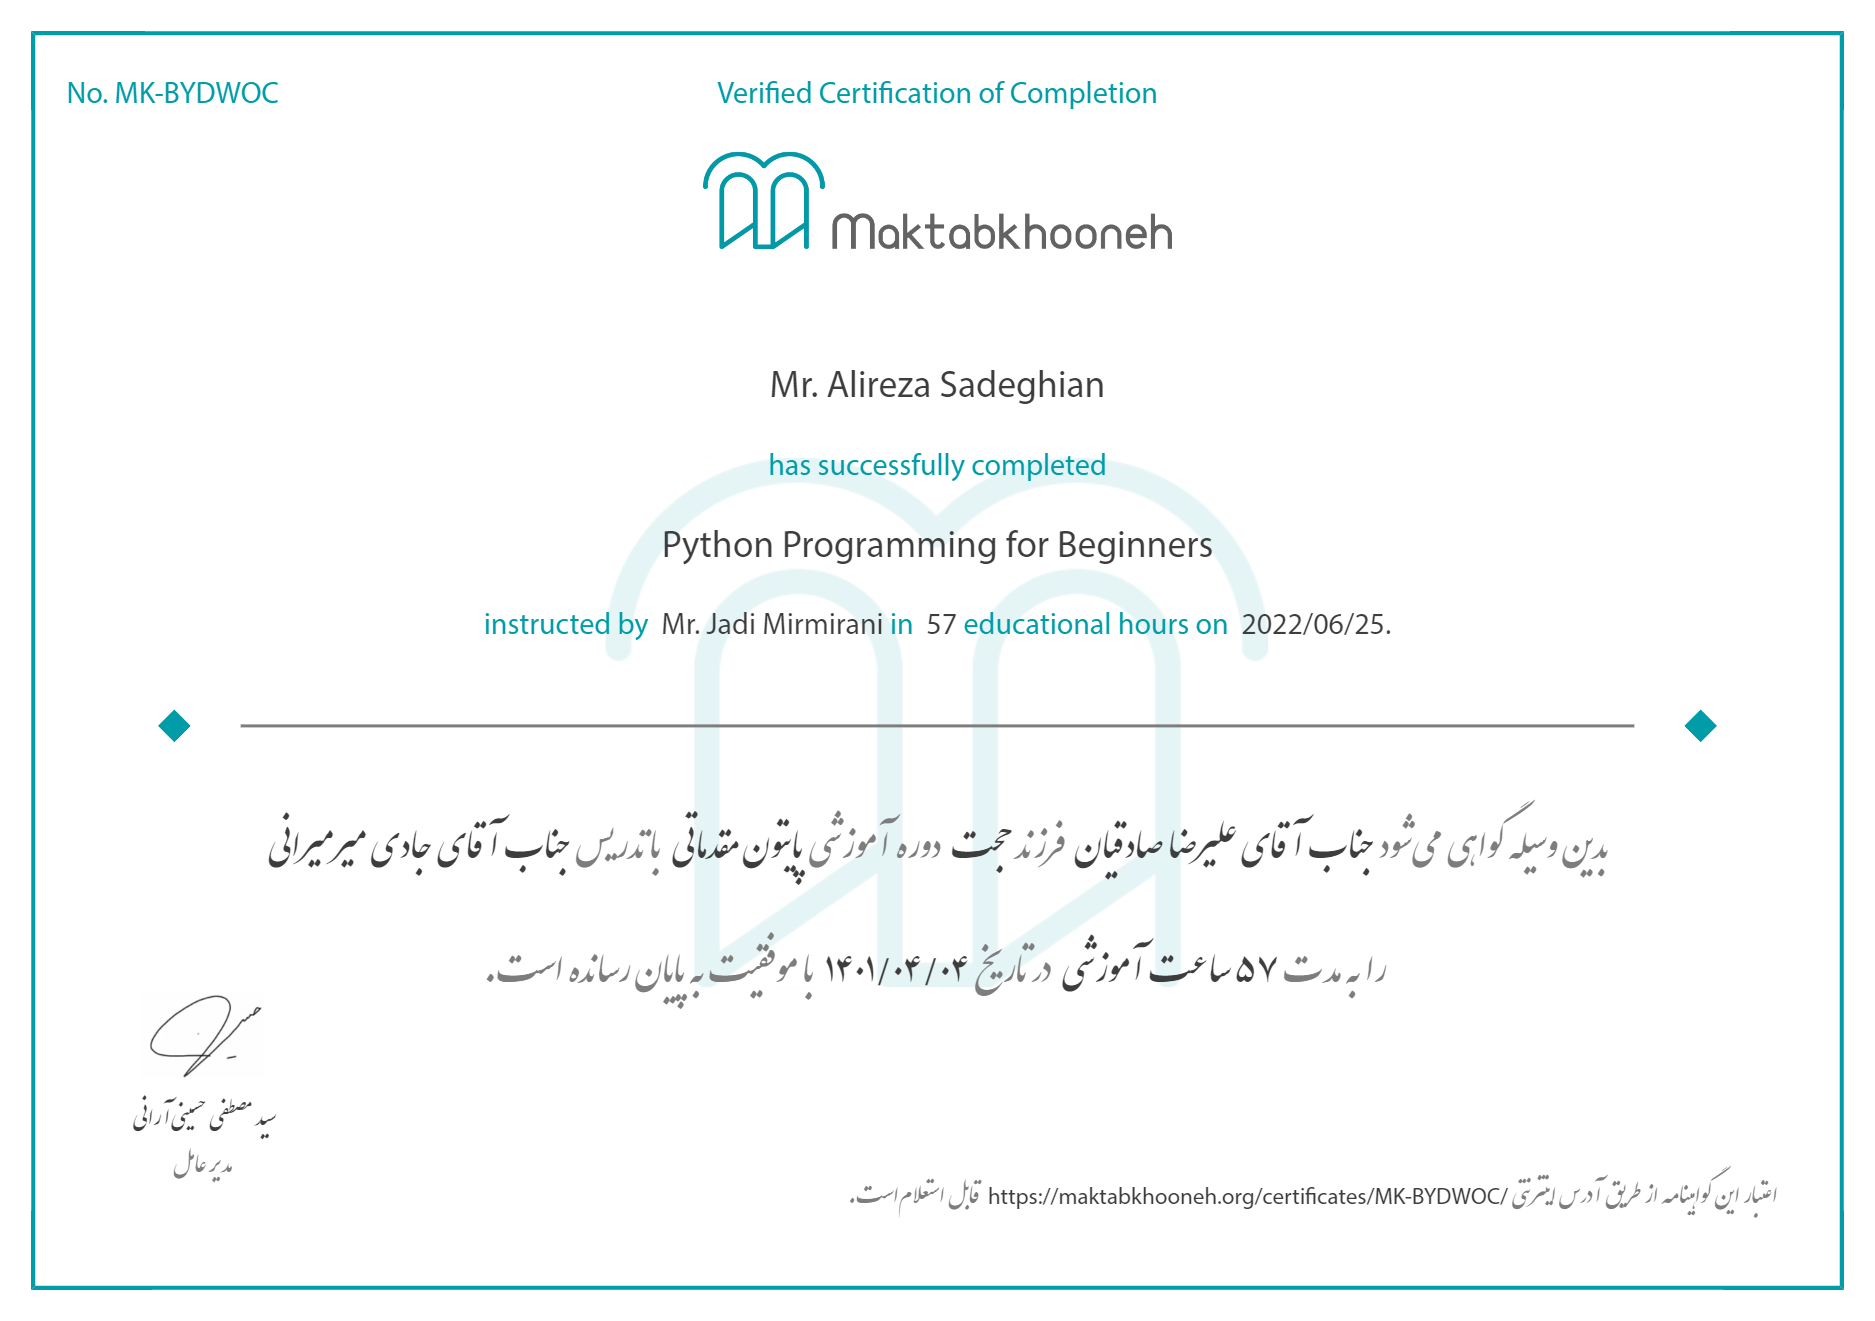 No. MK-BYDWOC
Verified Certification of Completion
Maktabkhooneh
Mr. Alireza Sadeghian
has successfully completed
Python Programming for Beginners
instructed by Mr. Jadi Mirmirani in 57 educational hours on 2022/06/25.
بدین وسیله گواهی می‌شود جناب آقای علیرضا صادقیان فرزند حجت دوره آموزشی پایتون مقدماتی با تدریس جناب آقای جادی میرمیرانی
را به مدت ۵۷ ساعت آموزشی در تاریخ ۱۴۰۱/۰۴/۰۴ با موفقیت به پایان رسانده است.
سید مصطفی حسینی آرانی
مدیر عامل
اعتبار این گواهینامه از طریق آدرس اینترنتی https://maktabkhooneh.org/certificates/MK-BYDWOC/ قابل استعلام است.